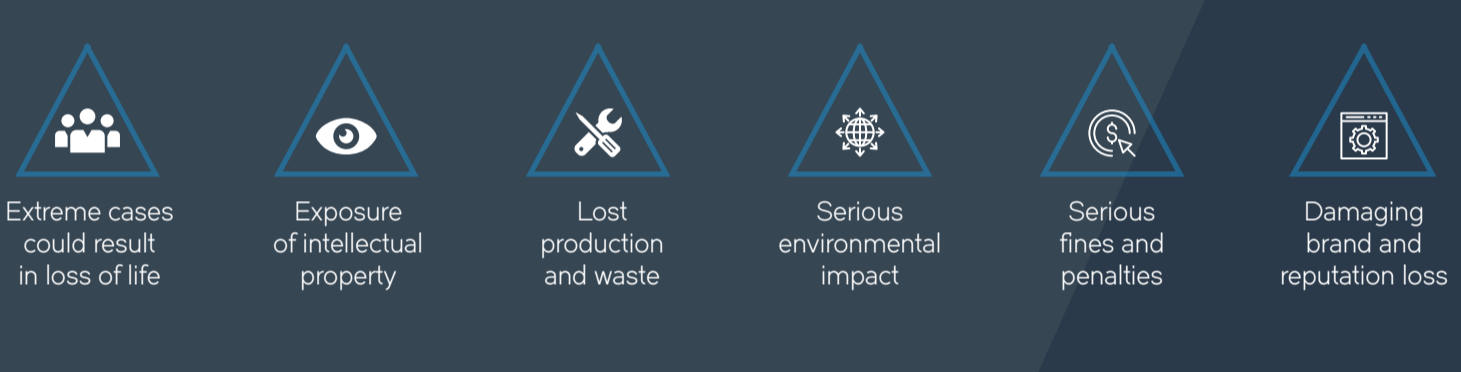 Extreme cases
could result
in loss of life
Exposure
of intellectual
property
Lost
production
and waste
Serious
environmental
impact
Serious
fines and
penalties
Damaging
brand and
reputation loss